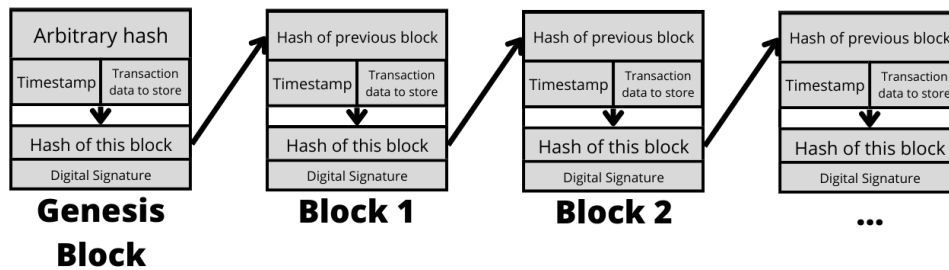 Arbitrary hash
Timestamp
Transaction
data to store
Hash of this block
Digital Signature
Genesis
Block
Hash of previous block
Timestamp
Transaction
data to store
Hash of this block
Digital Signature
Block 1
Hash of previous block
Timestamp
Transaction
data to store
Hash of this block
Digital Signature
Block 2
Hash of previous block
Timestamp
Transaction
data to store
Hash of this block
Digital Signature
...